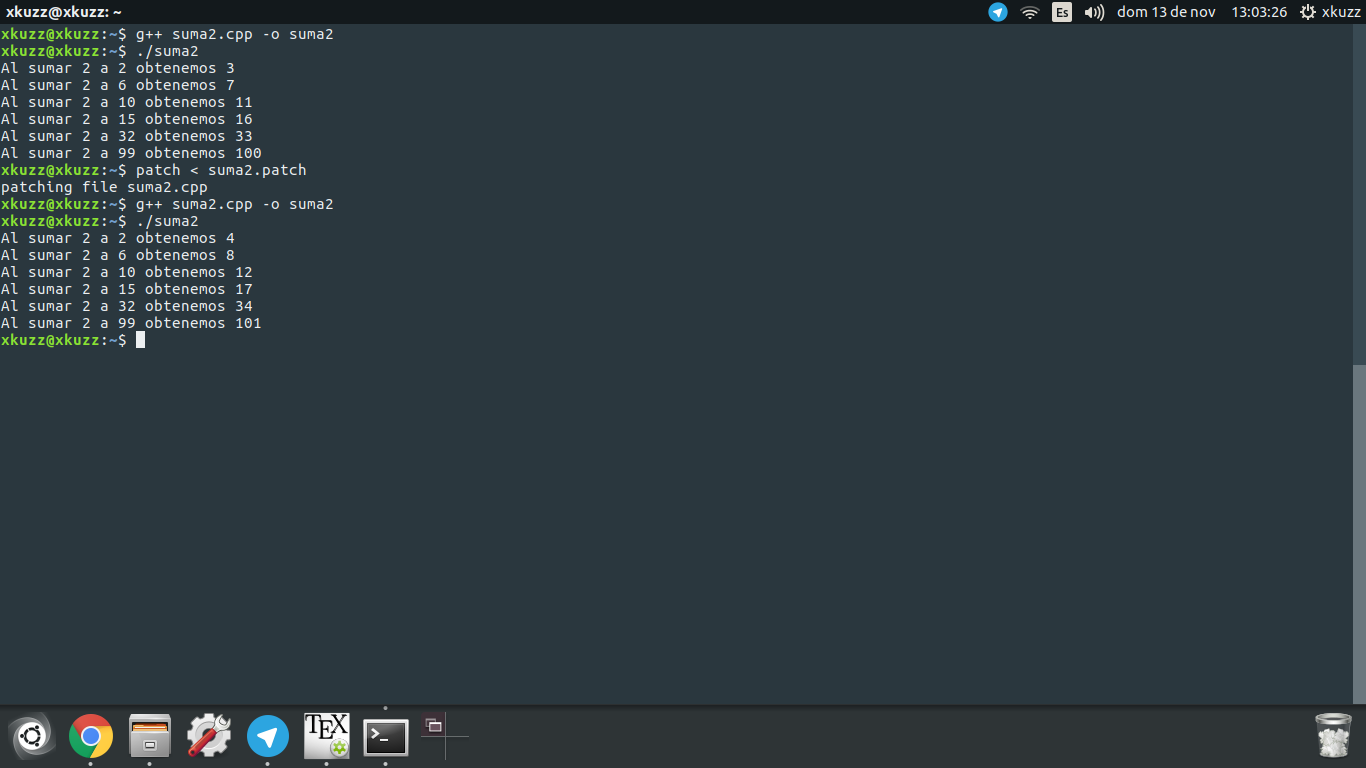 xkuzz@xkuzz: ~
Es
dom 13 de nov
13:03:26
xkuzz
xkuzz@xkuzz:~$ g++ suma2.cpp -o suma2
xkuzz@xkuzz:~$ ./suma2
Al sumar 2 a 2 obtenemos 3
Al sumar 2 a 6 obtenemos 7
Al sumar 2 a 10 obtenemos 11
Al sumar 2 a 15 obtenemos 16
Al sumar 2 a 32 obtenemos 33
Al sumar 2 a 99 obtenemos 100
xkuzz@xkuzz:~$ patch < suma2.patch
patching file suma2.cpp
xkuzz@xkuzz:~$ g++ suma2.cpp -o suma2
xkuzz@xkuzz:~$ ./suma2
Al sumar 2 a 2 obtenemos 4
Al sumar 2 a 6 obtenemos 8
Al sumar 2 a 10 obtenemos 12
Al sumar 2 a 15 obtenemos 17
Al sumar 2 a 32 obtenemos 34
Al sumar 2 a 99 obtenemos 101
xkuzz@xkuzz:~$
TEX
>_